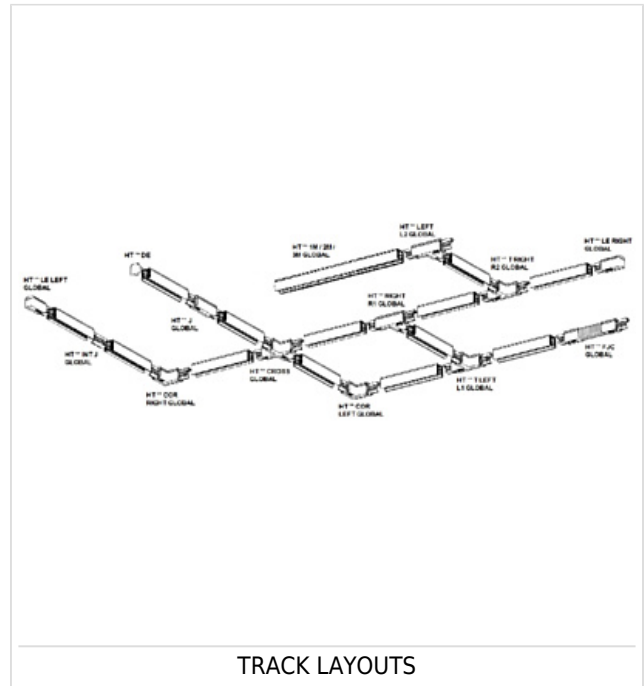 HT™ LEFT
L2 GLOBAL
HT™ 1M / 2M /
3M GLOBAL
HT™ DE
HT™ T RIGHT
R2 GLOBAL
HT™ LE RIGHT
GLOBAL
HT™ LE LEFT
GLOBAL
HT™ RIGHT
R1 GLOBAL
HT™ J
GLOBAL
HT™ INT J
GLOBAL
HT™ CROSS
GLOBAL
HT™ FJC
GLOBAL
HT™ T LEFT
L1 GLOBAL
HT™ COR
RIGHT GLOBAL
HT™ COR
LEFT GLOBAL
TRACK LAYOUTS